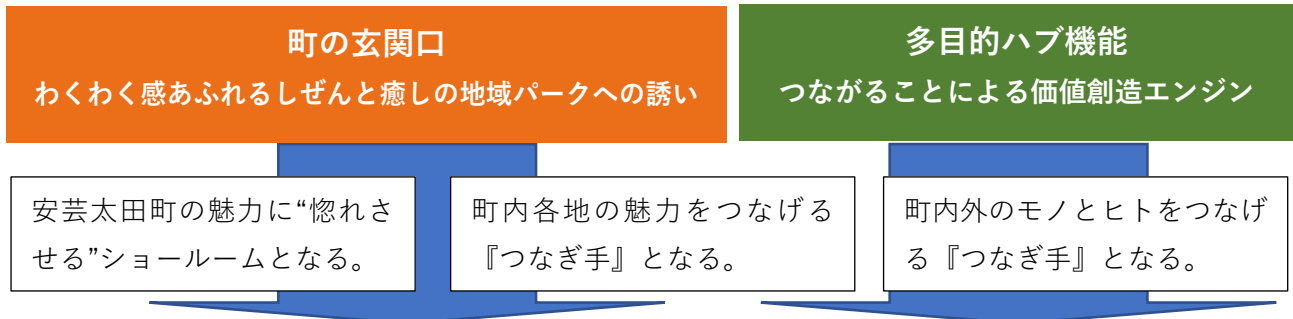 町の玄関口
わくわく感あふれるしぜんと癒しの地域パークへの誘い
多目的ハブ機能
つながることによる価値創造エンジン
安芸太田町の魅力に“惚れさ
せる”ショールームとなる。
町内各地の魅力をつなげる
『つなぎ手』となる。
町内外のモノとヒトをつなげ
る『つなぎ手』となる。